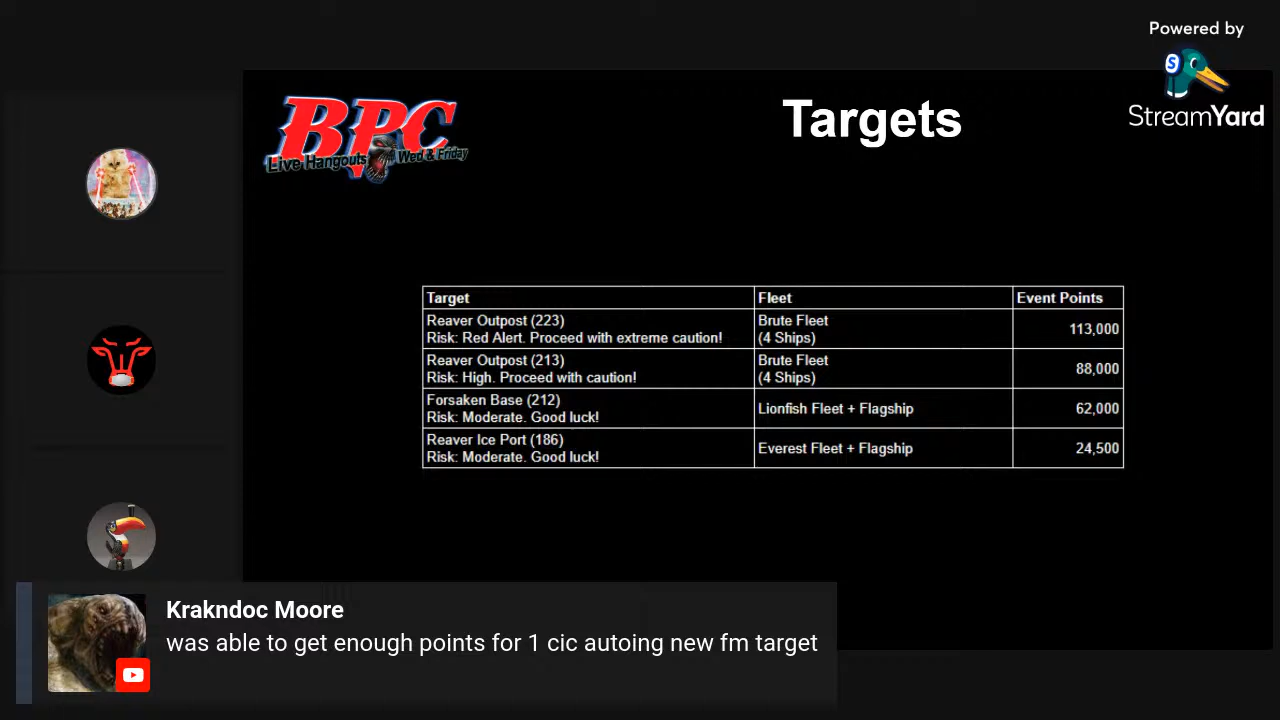 Powered by
S
StreamYard
BPC
Live Hangouts Wed & Friday
Targets
Target Fleet Event Points
Reaver Outpost (223)
Risk: Red Alert. Proceed with extreme caution!
Brute Fleet
(4 Ships)
113,000
Reaver Outpost (213)
Risk: High. Proceed with caution!
Brute Fleet
(4 Ships)
88,000
Forsaken Base (212)
Risk: Moderate. Good luck!
Lionfish Fleet + Flagship
62,000
Reaver Ice Port (186)
Risk: Moderate. Good luck!
Everest Fleet + Flagship
24,500
Krakndoc Moore
was able to get enough points for 1 cic autoing new fm target